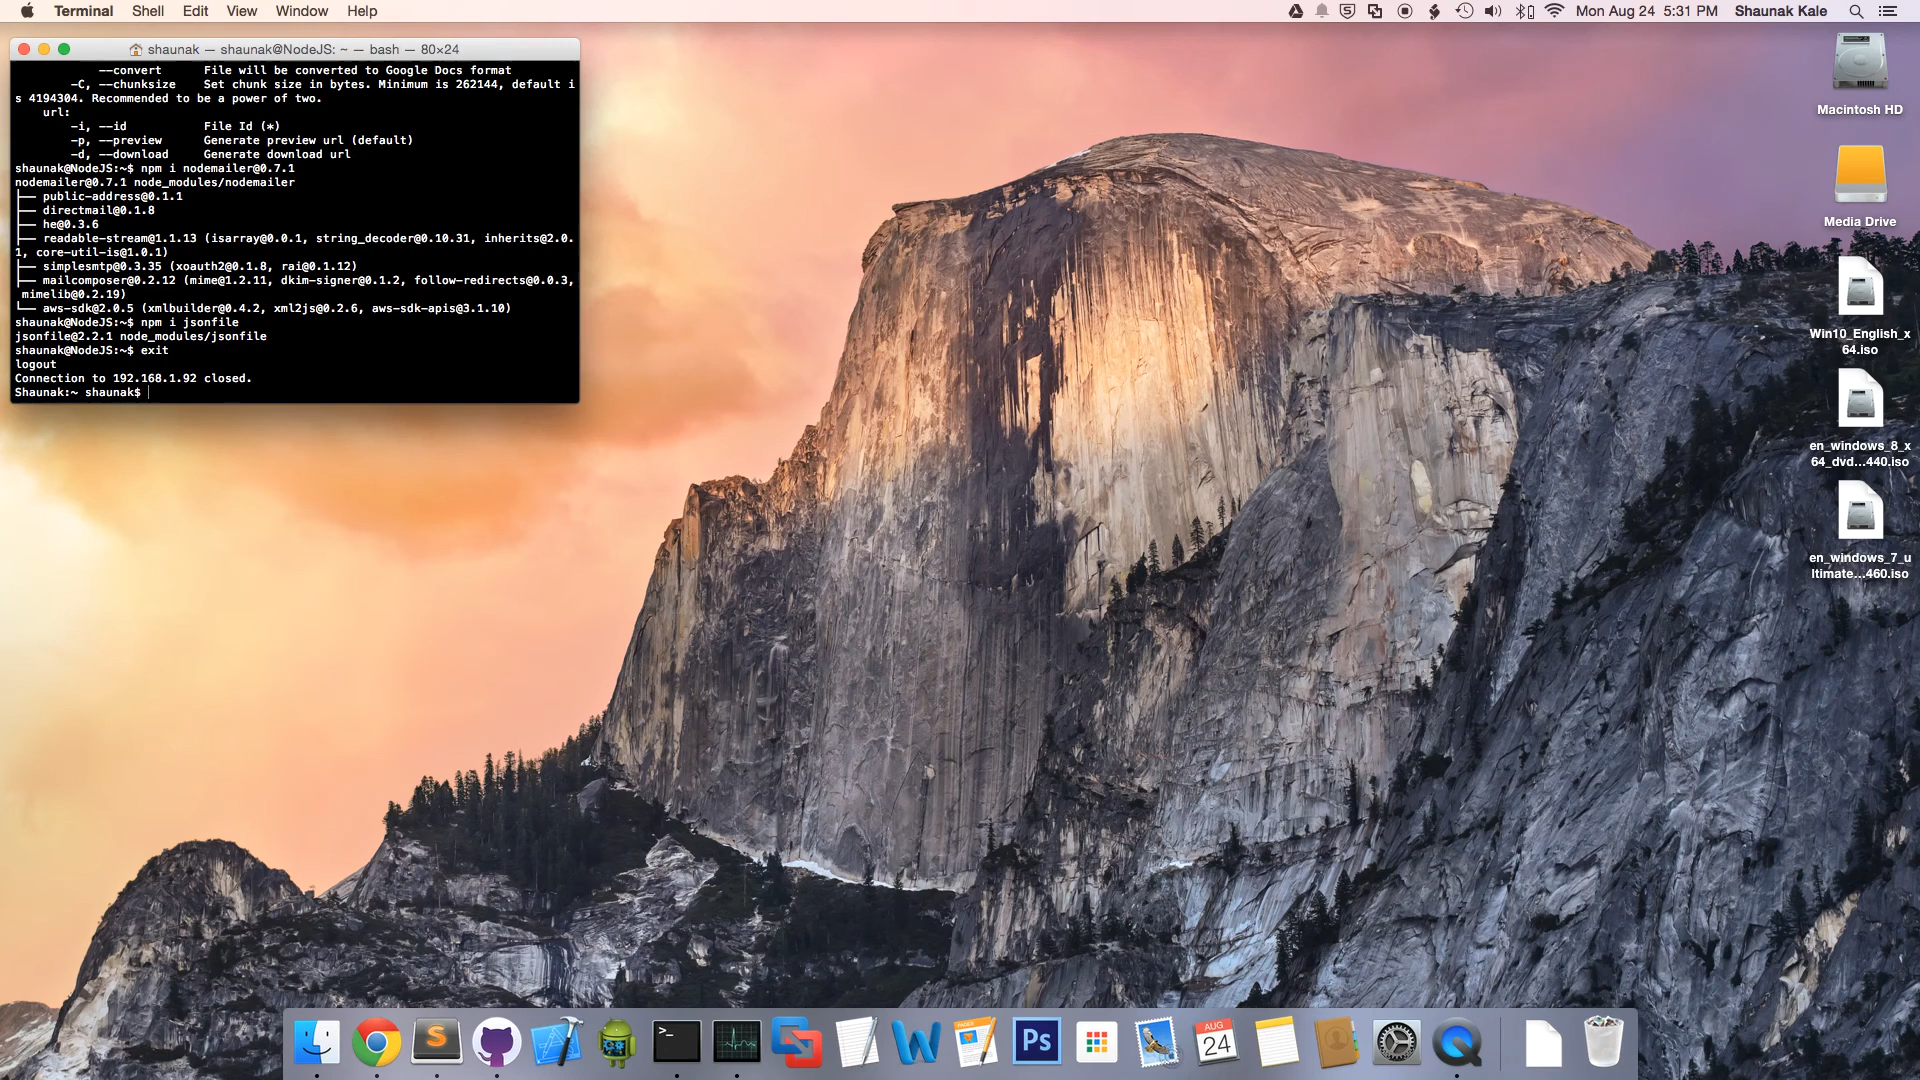 Terminal Shell Edit View Window Help
Mon Aug 24 5:31 PM Shaunak Kale
shaunak — shaunak@NodeJS: ~ — bash — 80×24
--convert File will be converted to Google Docs format
-C, --chunksize Set chunk size in bytes. Minimum is 262144, default i
s 4194304. Recommended to be a power of two.
url:
-i, --id File Id (*)
-p, --preview Generate preview url (default)
-d, --download Generate download url
shaunak@NodeJS:~$ npm i nodemailer@0.7.1
nodemailer@0.7.1 node_modules/nodemailer
├── public-address@0.1.1
├── directmail@0.1.8
├── he@0.3.6
├── readable-stream@1.1.13 (isarray@0.0.1, string_decoder@0.10.31, inherits@2.0.
1, core-util-is@1.0.1)
├── simplesmtp@0.3.35 (xoauth2@0.1.8, rai@0.1.12)
├── mailcomposer@0.2.12 (mime@1.2.11, dkim-signer@0.1.2, follow-redirects@0.0.3,
mimelib@0.2.19)
└── aws-sdk@2.0.5 (xmlbuilder@0.4.2, xml2js@0.2.6, aws-sdk-apis@3.1.10)
shaunak@NodeJS:~$ npm i jsonfile
jsonfile@2.2.1 node_modules/jsonfile
shaunak@NodeJS:~$ exit
logout
Connection to 192.168.1.92 closed.
Shaunak:~ shaunak$
Macintosh HD
Media Drive
Win10_English_x
64.iso
en_windows_8_x
64_dvd...440.iso
en_windows_7_u
ltimate...460.iso
S
>_
W
PAGES
Ps
AUG
24